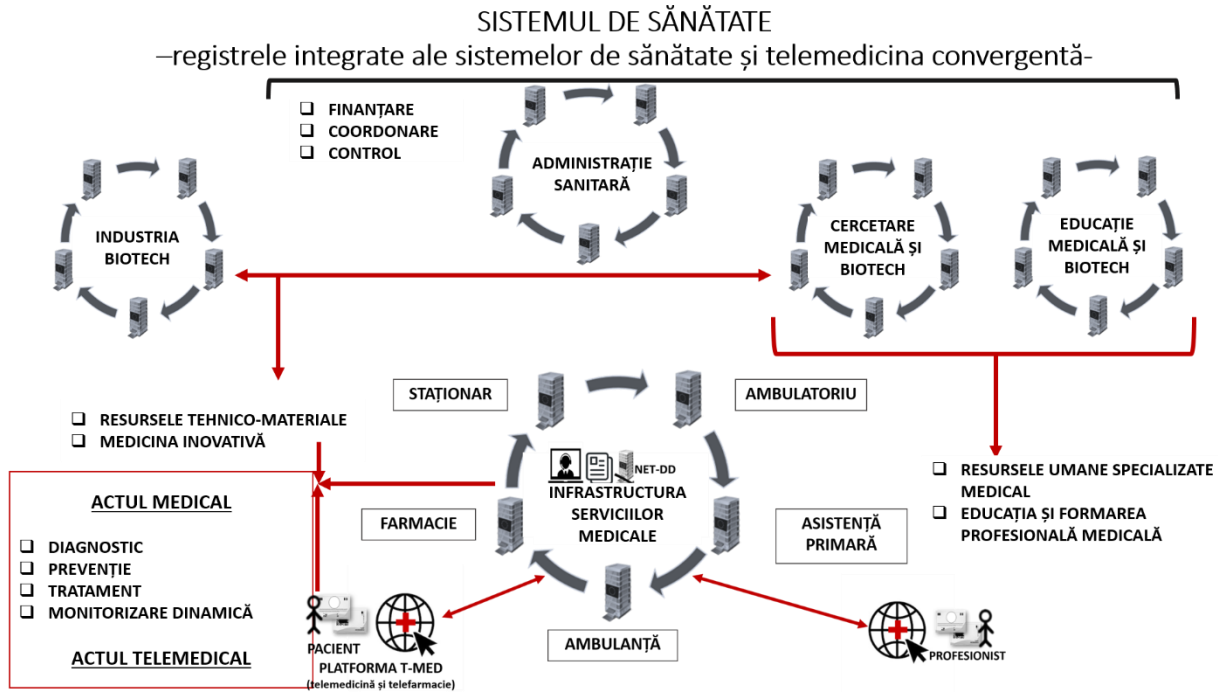 SISTEMUL DE SĂNĂTATE
–registrele integrate ale sistemelor de sănătate și telemedicina convergentă-
FINANȚARE
COORDONARE
CONTROL
ADMINISTRAȚIE
SANITARĂ
INDUSTRIA
BIOTECH
CERCETARE
MEDICALĂ ȘI
BIOTECH
EDUCAȚIE
MEDICALĂ ȘI
BIOTECH
STAȚIONAR
AMBULATORIU
RESURSELE TEHNICO-MATERIALE
MEDICINA INOVATIVĂ
NET-DD
INFRASTRUCTURA
SERVICIILOR
MEDICALE
RESURSELE UMANE SPECIALIZATE
MEDICAL
EDUCAȚIA ȘI FORMAREA
PROFESIONALĂ MEDICALĂ
ACTUL MEDICAL
FARMACIE
ASISTENȚĂ
PRIMARĂ
DIAGNOSTIC
PREVENȚIE
TRATAMENT
MONITORIZARE DINAMICĂ
ACTUL TELEMEDICAL
PACIENT
PLATFORMA T-MED
(telemedicină și telefarmacie)
AMBULANȚĂ
PROFESIONIST